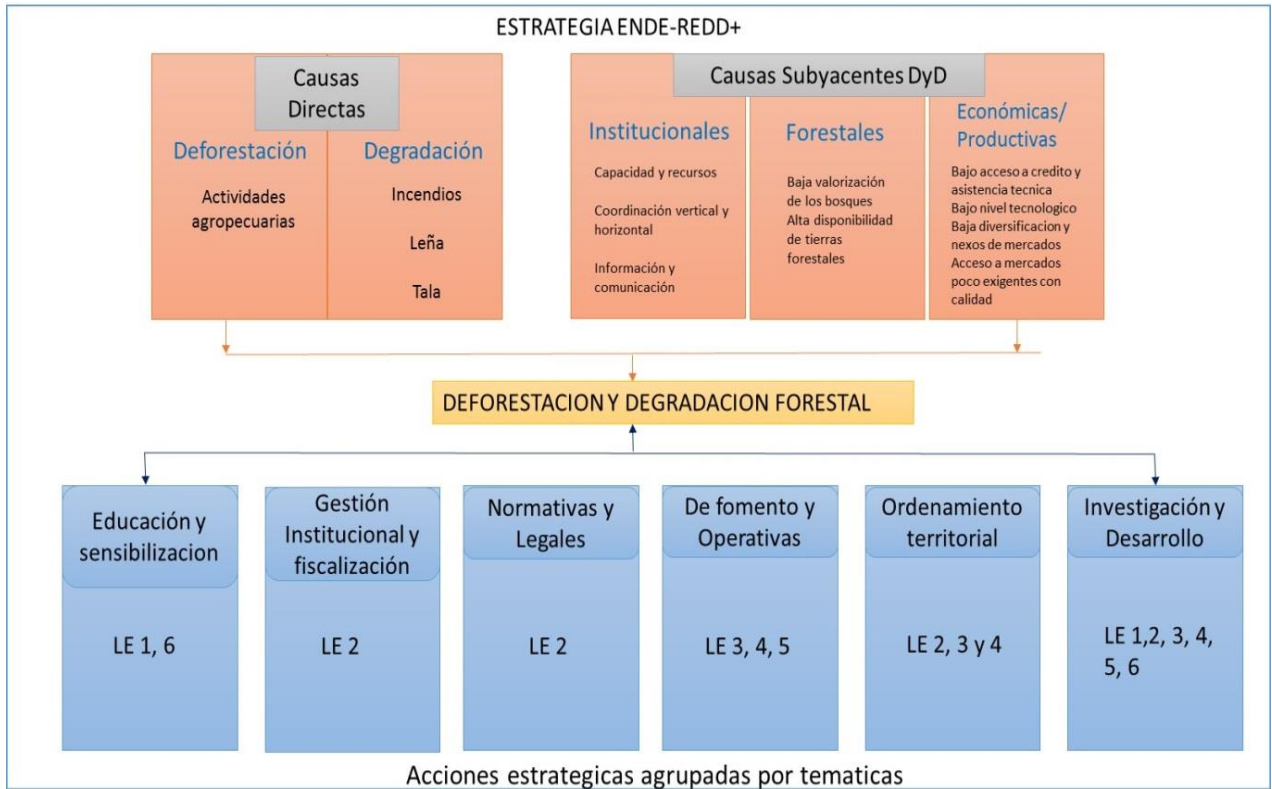 ESTRATEGIA ENDE-REDD+
Causas
Directas
Deforestación
Actividades
agropecuarias
Degradación
Incendios
Leña
Tala
Causas Subyacentes DyD
Institucionales
Capacidad y recursos
Coordinación vertical y
horizontal
Información y
comunicación
Forestales
Baja valorización
de los bosques
Alta disponibilidad
de tierras
forestales
Económicas/
Productivas
Bajo acceso a credito y
asistencia tecnica
Bajo nivel tecnologico
Baja diversificacion y
nexos de mercados
Acceso a mercados
poco exigentes con
calidad
DEFORESTACION Y DEGRADACION FORESTAL
Educación y
sensibilizacion
LE 1, 6
Gestión
Institucional y
fiscalización
LE 2
Normativas y
Legales
LE 2
De fomento y
Operativas
LE 3, 4, 5
Ordenamiento
territorial
LE 2, 3 y 4
Investigación y
Desarrollo
LE 1,2, 3, 4,
5, 6
Acciones estrategicas agrupadas por tematicas